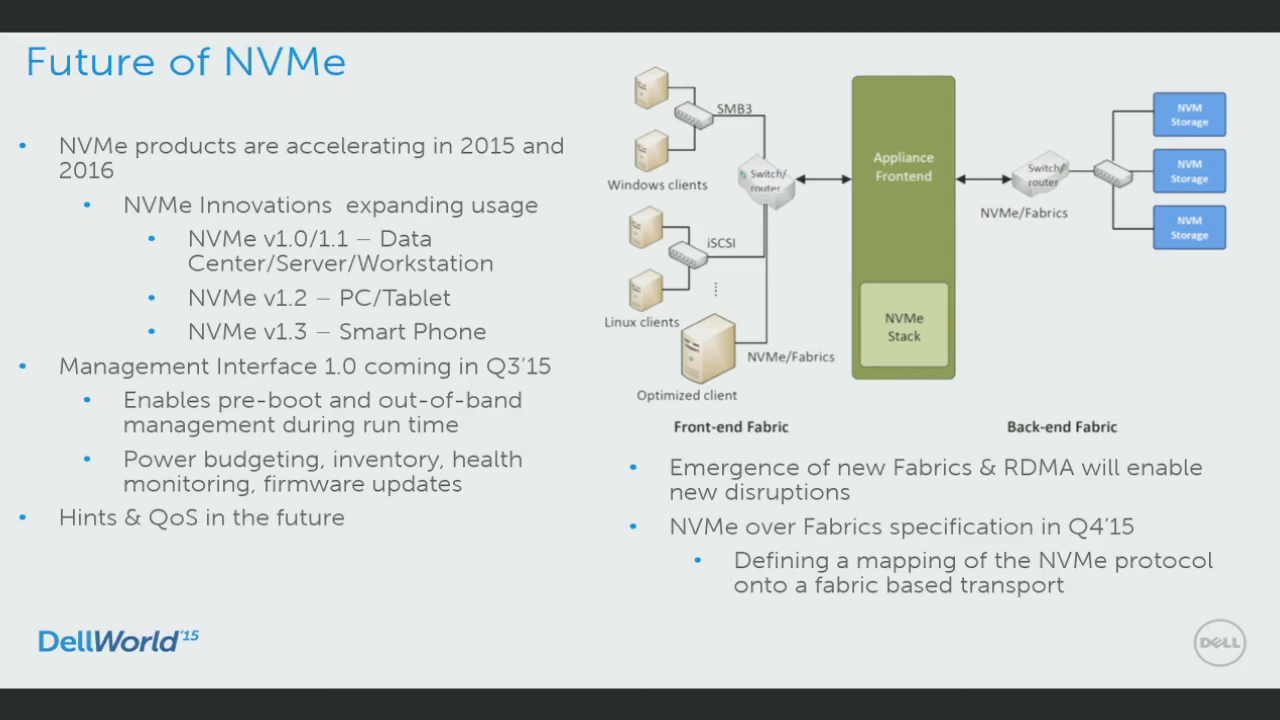 Future of NVMe
• NVMe products are accelerating in 2015 and
2016
• NVMe Innovations expanding usage
• NVMe v1.0/1.1 – Data
Center/Server/Workstation
• NVMe v1.2 – PC/Tablet
• NVMe v1.3 – Smart Phone
• Management Interface 1.0 coming in Q3'15
• Enables pre-boot and out-of-band
management during run time
• Power budgeting, inventory, health
monitoring, firmware updates
• Hints & QoS in the future
SMB3
Windows clients
Switch/
router
iSCSI
Linux clients
NVMe/Fabrics
Optimized client
Front-end Fabric
Appliance
Frontend
NVMe
Stack
Switch/
router
NVMe/Fabrics
NVM
Storage
NVM
Storage
NVM
Storage
Back-end Fabric
• Emergence of new Fabrics & RDMA will enable
new disruptions
• NVMe over Fabrics specification in Q4'15
• Defining a mapping of the NVMe protocol
onto a fabric based transport
DellWorld'15
DELL